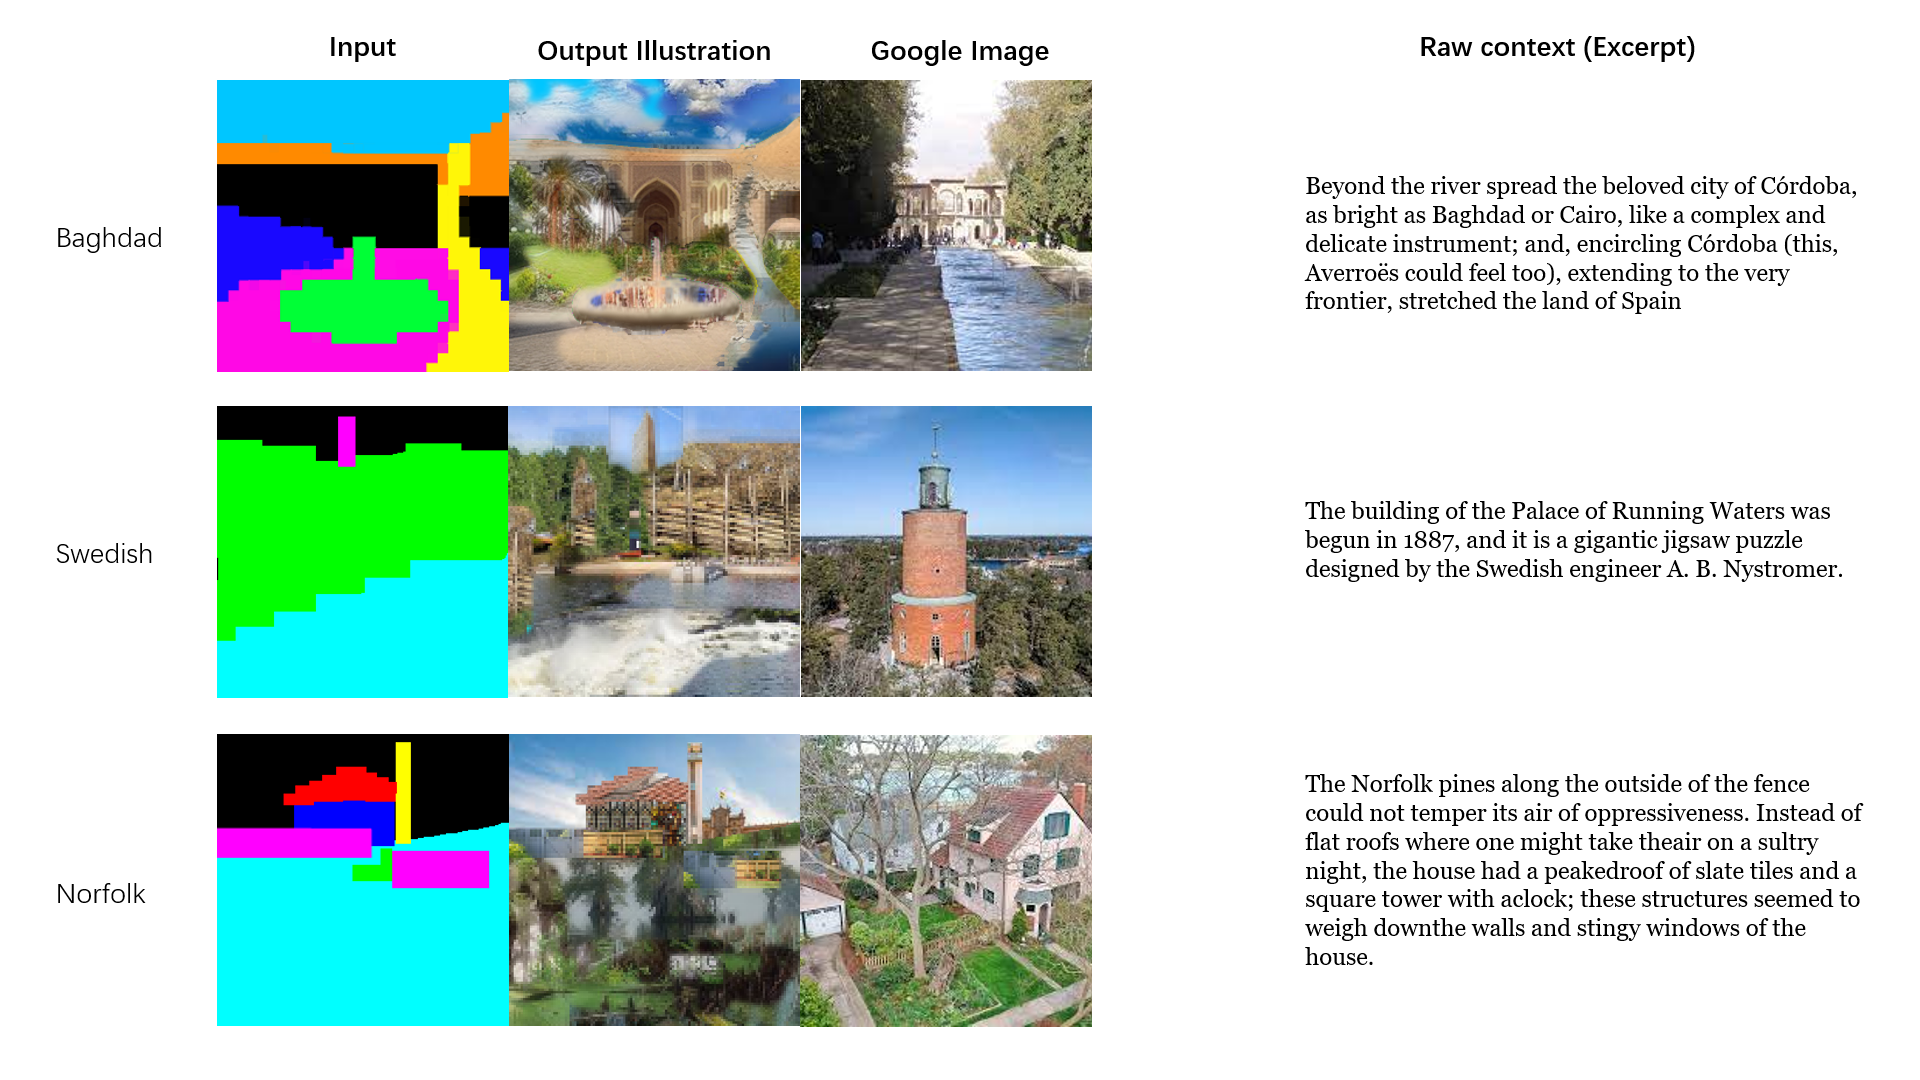 Input
Output Illustration
Google Image
Raw context (Excerpt)
Baghdad
Beyond the river spread the beloved city of Córdoba,
as bright as Baghdad or Cairo, like a complex and
delicate instrument; and, encircling Córdoba (this,
Averroës could feel too), extending to the very
frontier, stretched the land of Spain
Swedish
The building of the Palace of Running Waters was
begun in 1887, and it is a gigantic jigsaw puzzle
designed by the Swedish engineer A. B. Nystromer.
Norfolk
The Norfolk pines along the outside of the fence
could not temper its air of oppressiveness. Instead of
flat roofs where one might take theair on a sultry
night, the house had a peakedroof of slate tiles and a
square tower with aclock; these structures seemed to
weigh downthe walls and stingy windows of the
house.